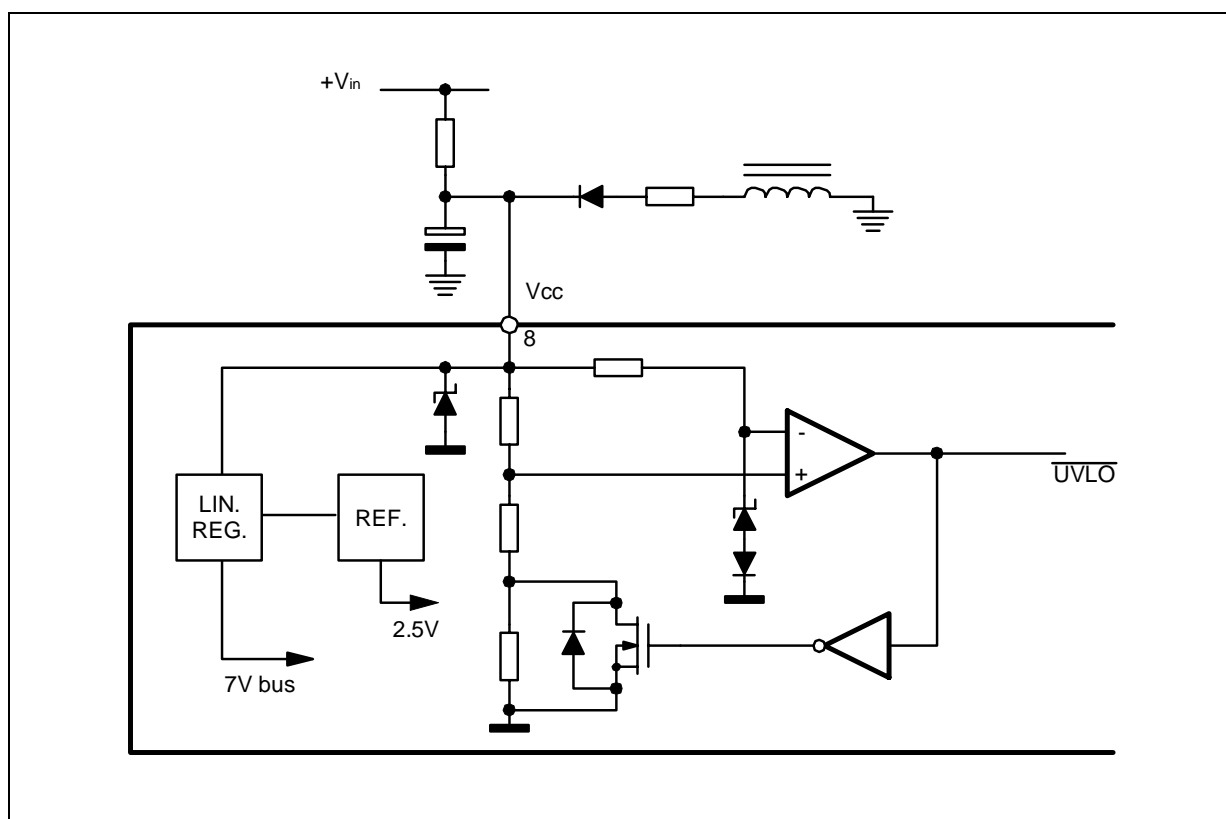 +Vin
Vcc
8
-
+
UVLO
LIN.
REG.
REF.
2.5V
7V bus